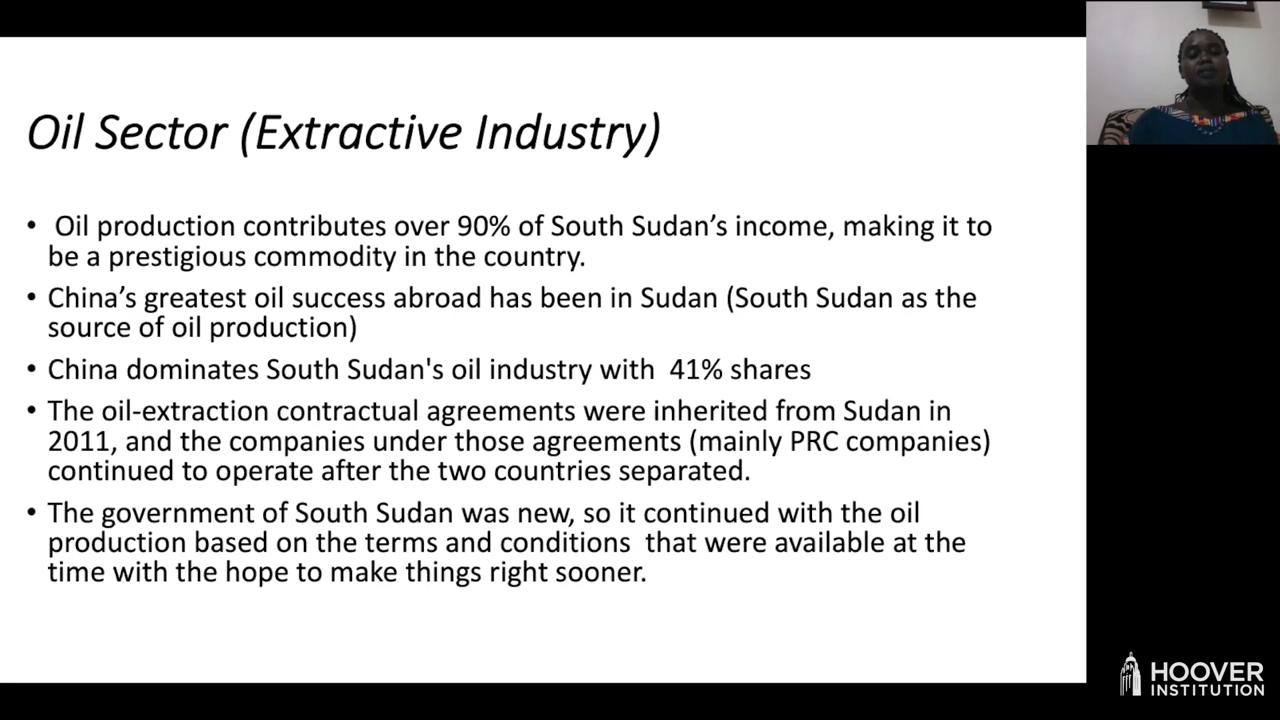 Oil Sector (Extractive Industry)
• Oil production contributes over 90% of South Sudan’s income, making it to
be a prestigious commodity in the country.
• China’s greatest oil success abroad has been in Sudan (South Sudan as the
source of oil production)
• China dominates South Sudan's oil industry with  41% shares
• The oil-extraction contractual agreements were inherited from Sudan in
2011, and the companies under those agreements (mainly PRC companies)
continued to operate after the two countries separated.
• The government of South Sudan was new, so it continued with the oil
production based on the terms and conditions  that were available at the
time with the hope to make things right sooner.
HOOVER
INSTITUTION